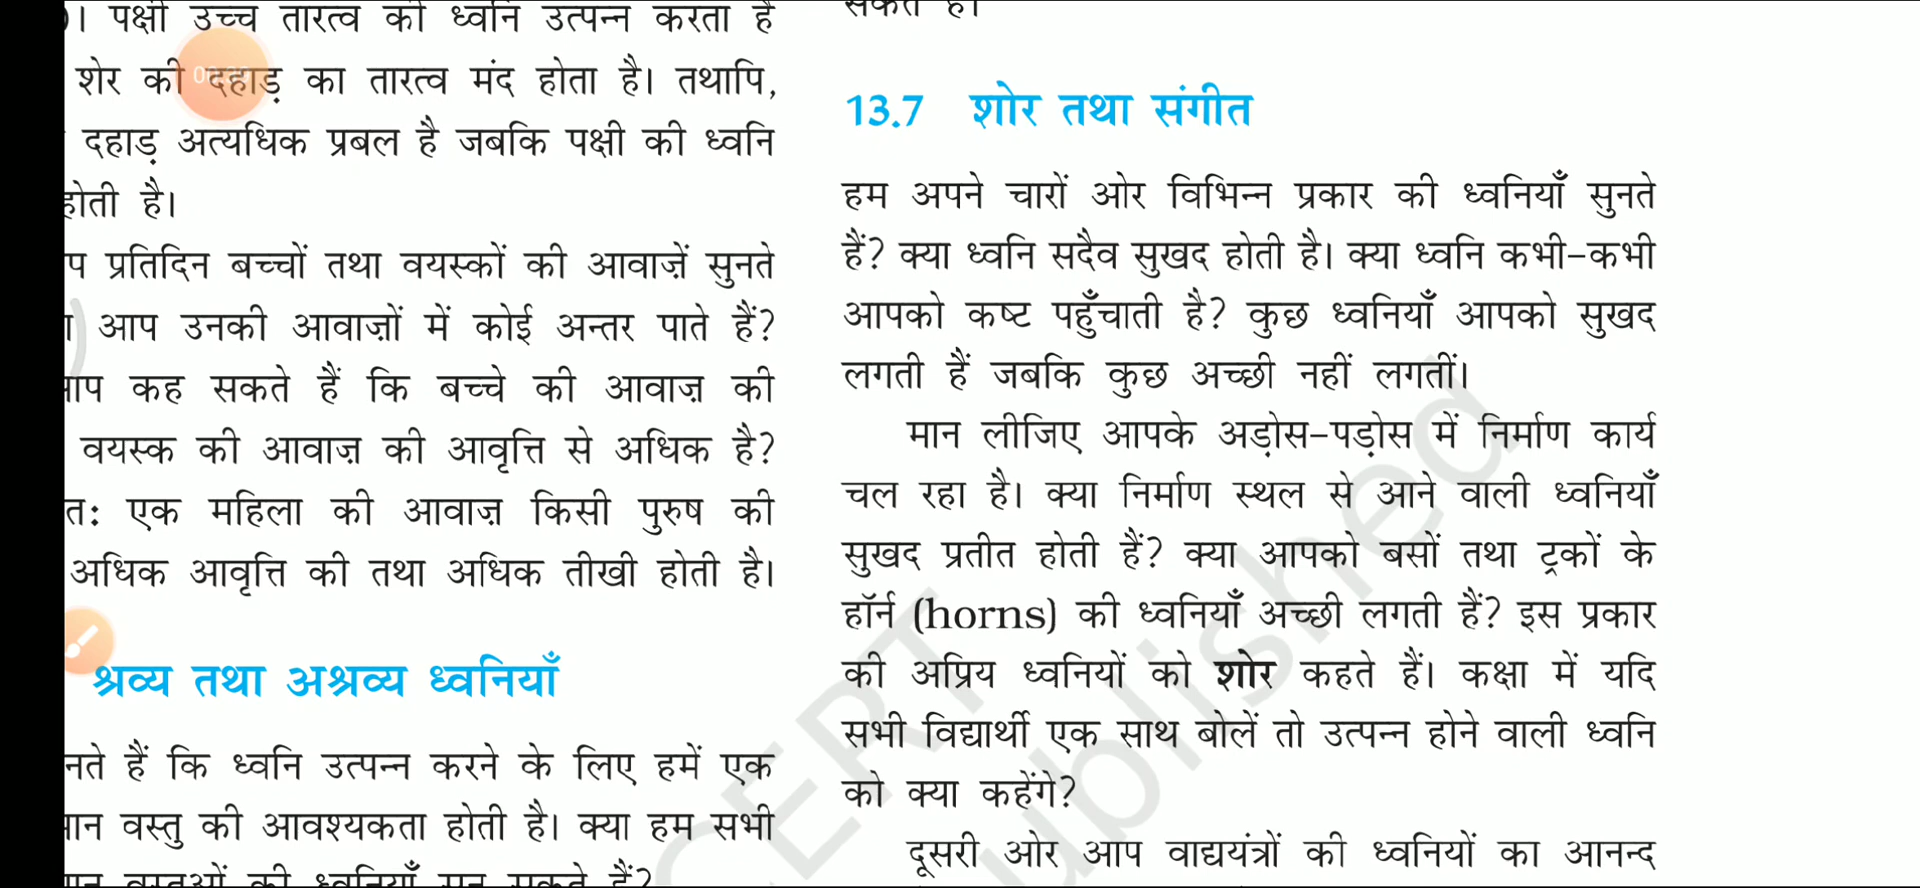 । पक्षी उच्च तारत्व की ध्वनि उत्पन्न करता है
शेर की दहाड़ का तारत्व मंद होता है। तथापि,
दहाड़ अत्यधिक प्रबल है जबकि पक्षी की ध्वनि
होती है।
प्रतिदिन बच्चों तथा वयस्कों की आवाज़ें सुनते
आप उनकी आवाज़ों में कोई अन्तर पाते हैं?
कह सकते हैं कि बच्चे की आवाज़ की
वयस्क की आवाज़ की आवृत्ति से अधिक है?
एक महिला की आवाज़ किसी पुरुष की
अधिक आवृत्ति की तथा अधिक तीखी होती है।
श्रव्य तथा अश्रव्य ध्वनियाँ
हैं कि ध्वनि उत्पन्न करने के लिए हमें एक
वस्तु की आवश्यकता होती है। क्या हम सभी
वस्तुओं की ध्वनियाँ सुन सकते हैं?
सकते हैं।
13.7 शोर तथा संगीत
हम अपने चारों ओर विभिन्न प्रकार की ध्वनियाँ सुनते
हैं? क्या ध्वनि सदैव सुखद होती है। क्या ध्वनि कभी-कभी
आपको कष्ट पहुँचाती है? कुछ ध्वनियाँ आपको सुखद
लगती हैं जबकि कुछ अच्छी नहीं लगतीं।
मान लीजिए आपके अड़ोस-पड़ोस में निर्माण कार्य
चल रहा है। क्या निर्माण स्थल से आने वाली ध्वनियाँ
सुखद प्रतीत होती हैं? क्या आपको बसों तथा ट्रकों के
हॉर्न (horns) की ध्वनियाँ अच्छी लगती हैं? इस प्रकार
की अप्रिय ध्वनियों को शोर कहते हैं। कक्षा में यदि
सभी विद्यार्थी एक साथ बोलें तो उत्पन्न होने वाली ध्वनि
को क्या कहेंगे?
दूसरी ओर आप वाद्ययंत्रों की ध्वनियों का आनन्द